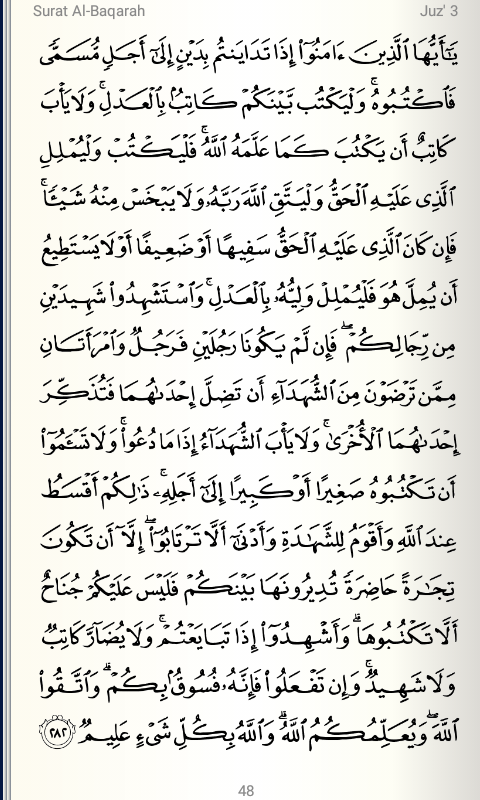 Surat Al-Baqarah Juz' 3
يَـٰٓأَيُّهَا ٱلَّذِينَ ءَامَنُوٓا۟ إِذَا تَدَايَنتُم بِدَيْنٍ إِلَىٰٓ أَجَلٍ مُّسَمًّى
فَٱكْتُبُوهُ ۚ وَلْيَكْتُب بَّيْنَكُمْ كَاتِبٌۢ بِٱلْعَدْلِ ۚ وَلَا يَأْبَ
كَاتِبٌ أَن يَكْتُبَ كَمَا عَلَّمَهُ ٱللَّهُ ۚ فَلْيَكْتُبْ وَلْيُمْلِلِ
ٱلَّذِى عَلَيْهِ ٱلْحَقُّ وَلْيَتَّقِ ٱللَّهَ رَبَّهُۥ وَلَا يَبْخَسْ مِنْهُ شَيْـًٔا ۚ
فَإِن كَانَ ٱلَّذِى عَلَيْهِ ٱلْحَقُّ سَفِيهًا أَوْ ضَعِيفًا أَوْ لَا يَسْتَطِيعُ
أَن يُمِلَّ هُوَ فَلْيُمْلِلْ وَلِيُّهُۥ بِٱلْعَدْلِ ۚ وَٱسْتَشْهِدُوا۟ شَهِيدَيْنِ
مِن رِّجَالِكُمْ ۖ فَإِن لَّمْ يَكُونَا رَجُلَيْنِ فَرَجُلٌ وَٱمْرَأَتَانِ
مِمَّن تَرْضَوْنَ مِنَ ٱلشُّهَدَآءِ أَن تَضِلَّ إِحْدَىٰهُمَا فَتُذَكِّرَ
إِحْدَىٰهُمَا ٱلْأُخْرَىٰ ۚ وَلَا يَأْبَ ٱلشُّهَدَآءُ إِذَا مَا دُعُوا۟ ۚ وَلَا تَسْـَٔمُوٓا۟
أَن تَكْتُبُوهُ صَغِيرًا أَوْ كَبِيرًا إِلَىٰٓ أَجَلِهِۦ ۚ ذَٰلِكُمْ أَقْسَطُ
عِندَ ٱللَّهِ وَأَقْوَمُ لِلشَّهَـٰدَةِ وَأَدْنَىٰٓ أَلَّا تَرْتَابُوٓا۟ ۖ إِلَّآ أَن تَكُونَ
تِجَـٰرَةً حَاضِرَةً تُدِيرُونَهَا بَيْنَكُمْ فَلَيْسَ عَلَيْكُمْ جُنَاحٌ
أَلَّا تَكْتُبُوهَا ۗ وَأَشْهِدُوٓا۟ إِذَا تَبَايَعْتُمْ ۚ وَلَا يُضَآرَّ كَاتِبٌ
وَلَا شَهِيدٌ ۚ وَإِن تَفْعَلُوا۟ فَإِنَّهُۥ فُسُوقٌۢ بِكُمْ ۗ وَٱتَّقُوا۟
ٱللَّهَ ۖ وَيُعَلِّمُكُمُ ٱللَّهُ ۗ وَٱللَّهُ بِكُلِّ شَىْءٍ عَلِيمٌ ٢٨٢
48